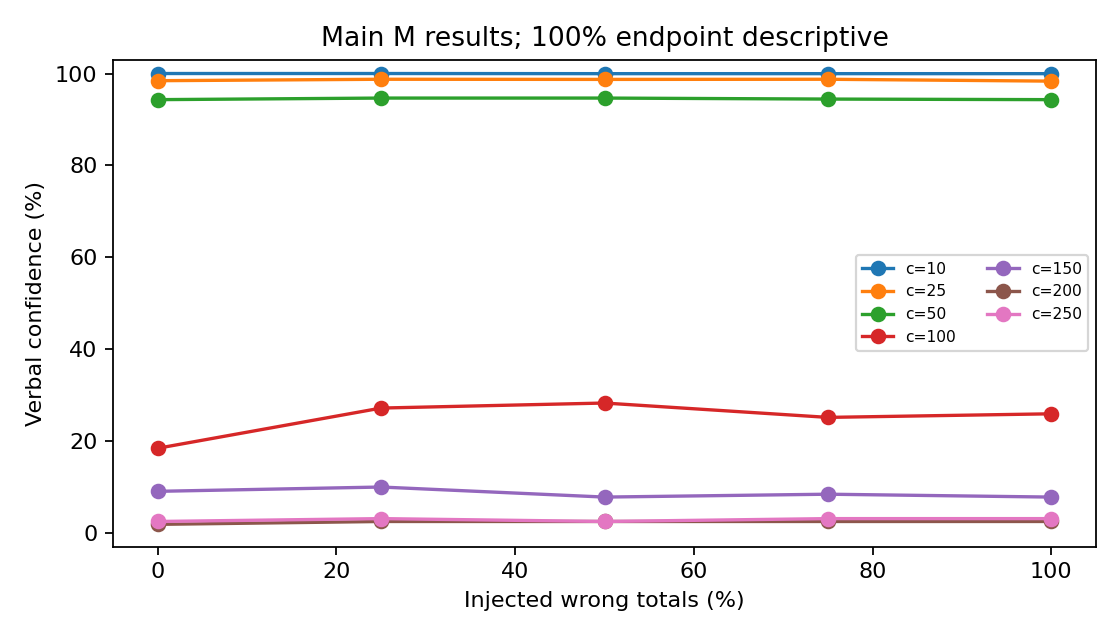 Main M results; 100% endpoint descriptive
Verbal confidence (%)
100
80
60
40
20
0
c=10
c=25
c=50
c=100
c=150
c=200
c=250
0 20 40 60 80 100
Injected wrong totals (%)